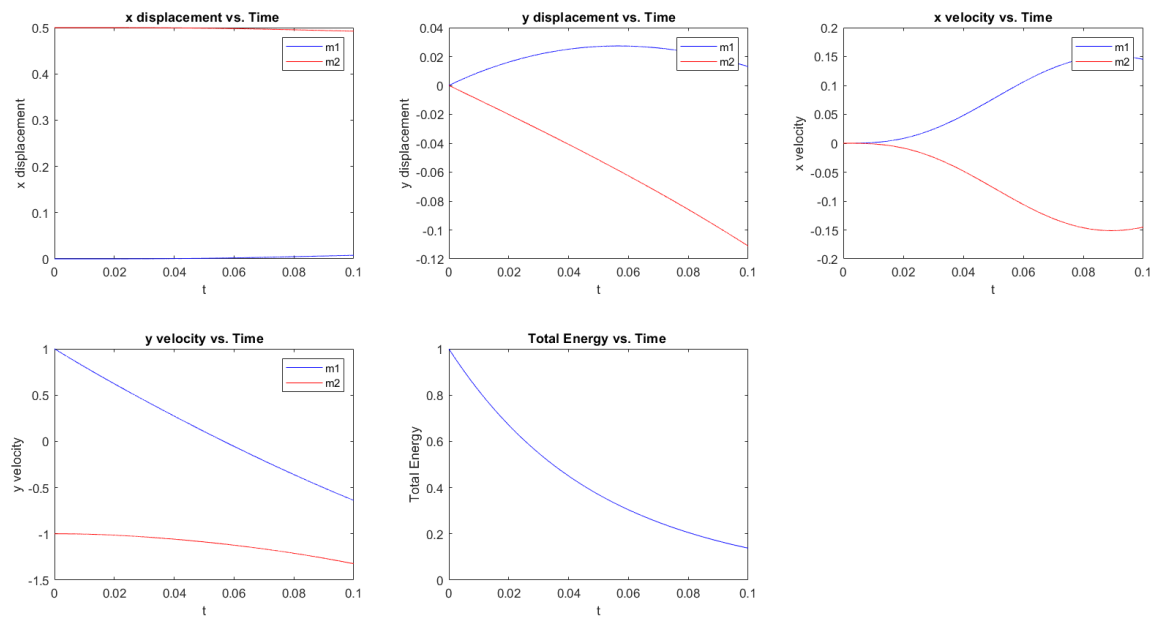 x displacement vs. Time
0.5
0.4
0.3
0.2
0.1
0
0
0.02
0.04
0.06
0.08
0.1
x displacement
t
m1
m2
y displacement vs. Time
0.04
0.02
0
-0.02
-0.04
-0.06
-0.08
-0.1
-0.12
0
0.02
0.04
0.06
0.08
0.1
y displacement
t
m1
m2
x velocity vs. Time
0.2
0.15
0.1
0.05
0
-0.05
-0.1
-0.15
-0.2
0
0.02
0.04
0.06
0.08
0.1
x velocity
t
m1
m2
y velocity vs. Time
1
0.5
0
-0.5
-1
-1.5
0
0.02
0.04
0.06
0.08
0.1
y velocity
t
m1
m2
Total Energy vs. Time
1
0.8
0.6
0.4
0.2
0
0
0.02
0.04
0.06
0.08
0.1
Total Energy
t